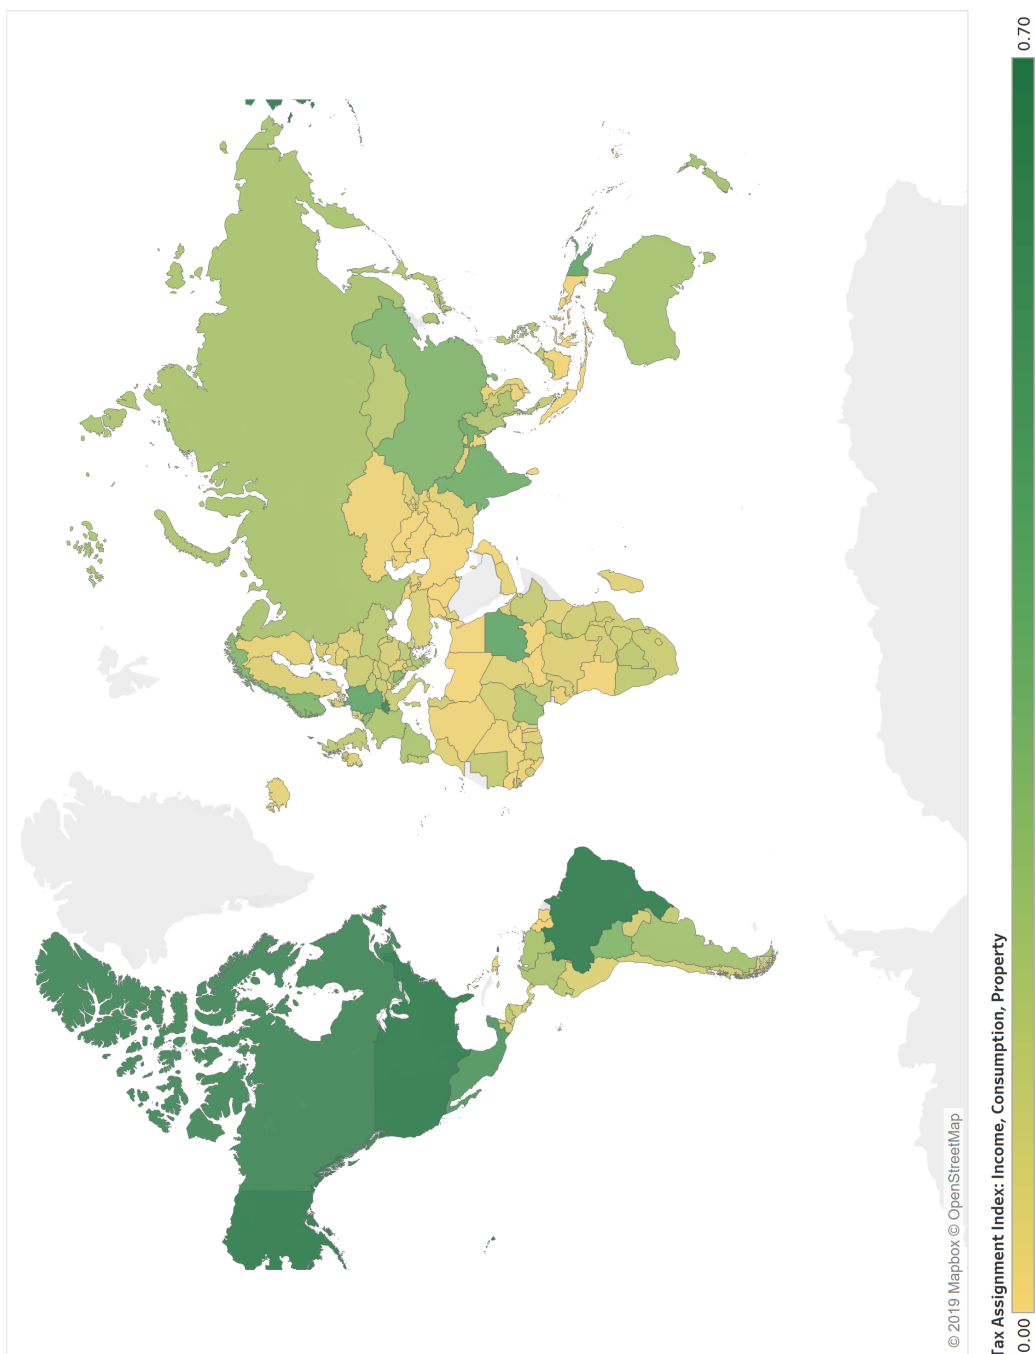 © 2019 Mapbox © OpenStreetMap
Tax Assignment Index: Income, Consumption, Property
0.00
0.70